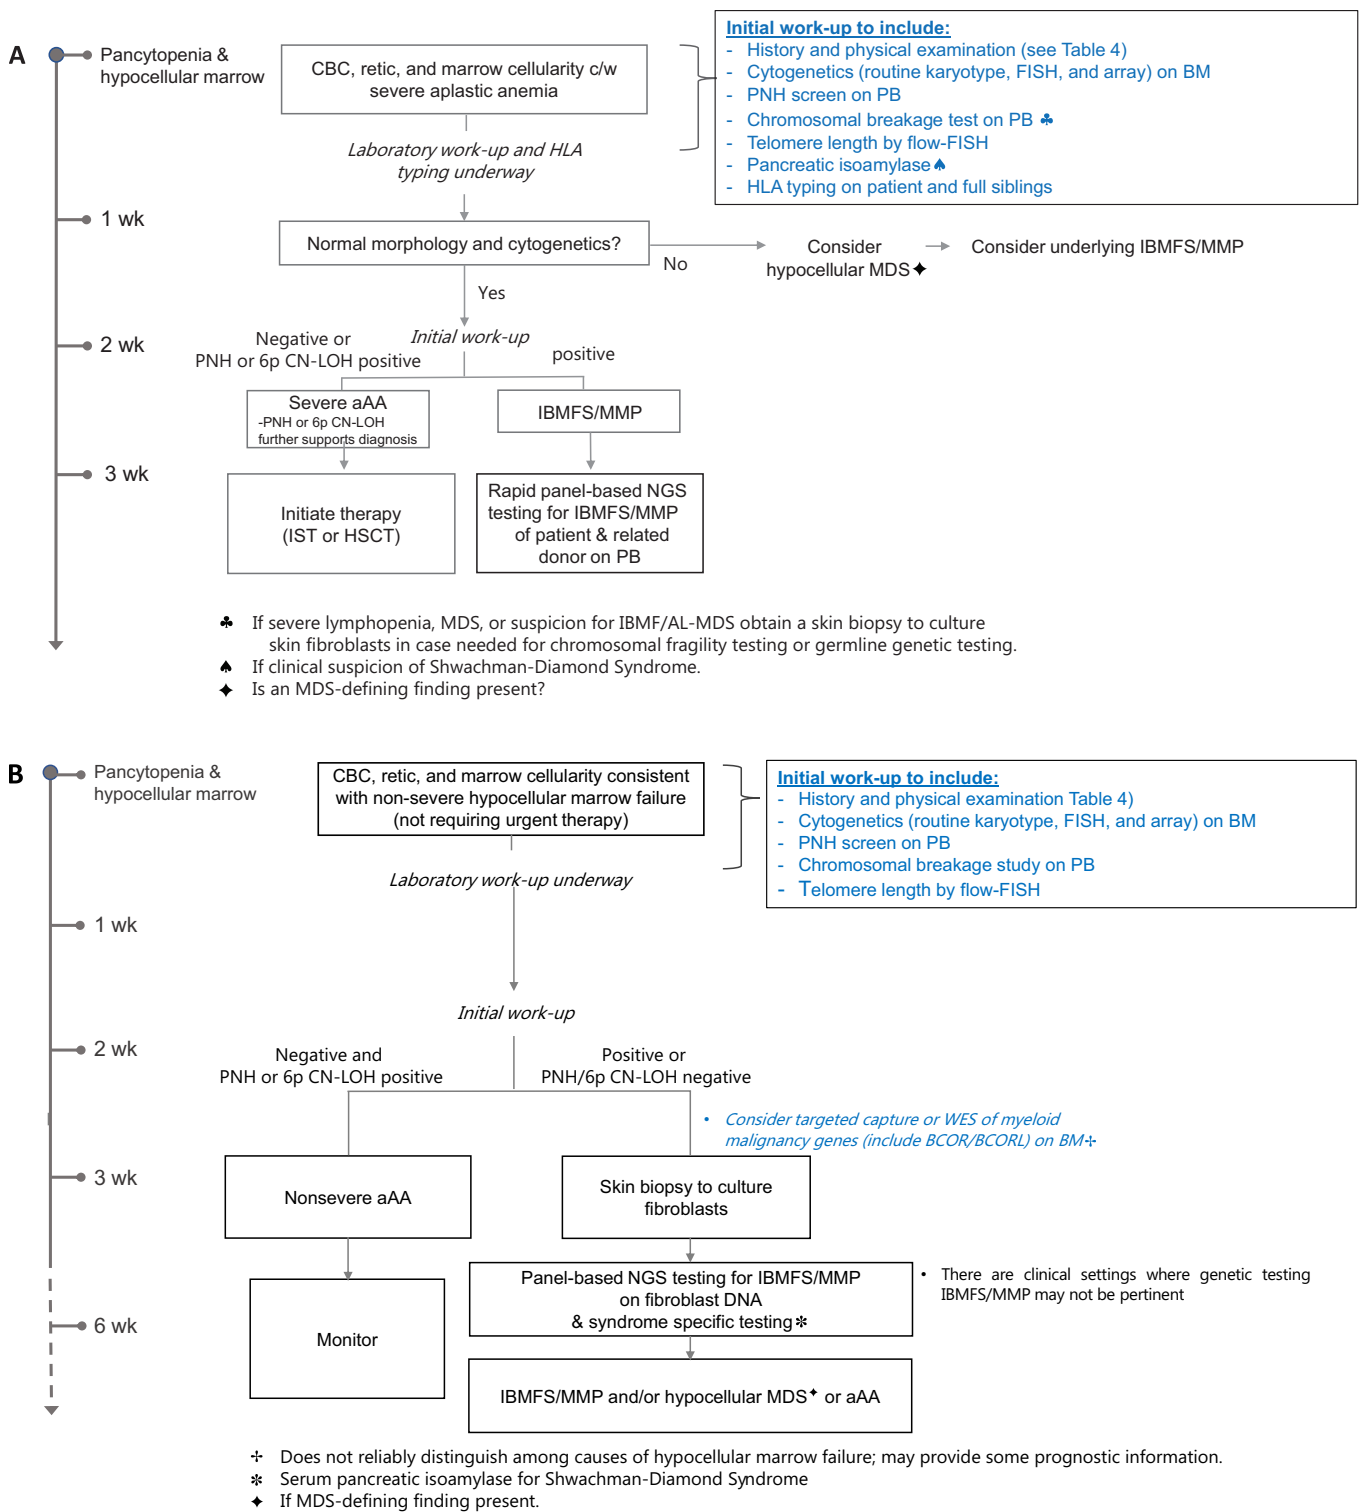 A
Pancytopenia &
hypocellular marrow
CBC, retic, and marrow cellularity c/w
severe aplastic anemia
Initial work-up to include:
- History and physical examination (see Table 4)
- Cytogenetics (routine karyotype, FISH, and array) on BM
- PNH screen on PB
- Chromosomal breakage test on PB ♣
- Telomere length by flow-FISH
- Pancreatic isoamylase♠
- HLA typing on patient and full siblings
Laboratory work-up and HLA
typing underway
1 wk
Normal morphology and cytogenetics?
No
Consider
hypocellular MDS✦
Consider underlying IBMFS/MMP
Yes
2 wk
Initial work-up
Negative or
PNH or 6p CN-LOH positive
positive
Severe aAA
-PNH or 6p CN-LOH
further supports diagnosis
IBMFS/MMP
3 wk
Initiate therapy
(IST or HSCT)
Rapid panel-based NGS
testing for IBMFS/MMP
of patient & related
donor on PB
♣ If severe lymphopenia, MDS, or suspicion for IBMF/AL-MDS obtain a skin biopsy to culture
skin fibroblasts in case needed for chromosomal fragility testing or germline genetic testing.
♠ If clinical suspicion of Shwachman-Diamond Syndrome.
✦ Is an MDS-defining finding present?
B
Pancytopenia &
hypocellular marrow
CBC, retic, and marrow cellularity consistent
with non-severe hypocellular marrow failure
(not requiring urgent therapy)
Initial work-up to include:
- History and physical examination Table 4)
- Cytogenetics (routine karyotype, FISH, and array) on BM
- PNH screen on PB
- Chromosomal breakage study on PB
- Telomere length by flow-FISH
Laboratory work-up underway
1 wk
Initial work-up
2 wk
Negative and
PNH or 6p CN-LOH positive
Positive or
PNH/6p CN-LOH negative
• Consider targeted capture or WES of myeloid
malignancy genes (include BCOR/BCORL) on BM✢
3 wk
Nonsevere aAA
Skin biopsy to culture
fibroblasts
Panel-based NGS testing for IBMFS/MMP
on fibroblast DNA
& syndrome specific testing✻
• There are clinical settings where genetic testing
IBMFS/MMP may not be pertinent
6 wk
Monitor
IBMFS/MMP and/or hypocellular MDS✦ or aAA
✢ Does not reliably distinguish among causes of hypocellular marrow failure; may provide some prognostic information.
✻ Serum pancreatic isoamylase for Shwachman-Diamond Syndrome
✦ If MDS-defining finding present.